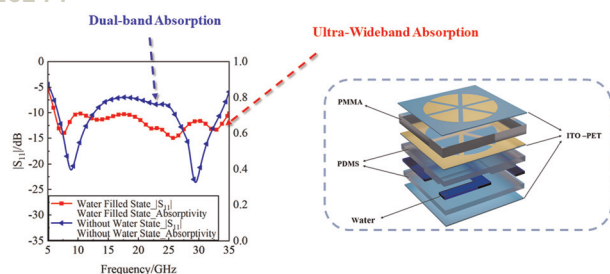 Dual-band Absorption
Ultra-Wideband Absorption
0
-5
-10
-15
-20
-25
-30
-35
|S11|/dB
1.0
0.8
0.6
0.4
0.2
0.0
Water Filled State_|S11|
Water Filled State_Absorptivity
Without Water State_|S11|
Without Water State_Absorptivity
5 10 15 20 25 30 35
Frequency/GHz
PMMA
ITO –PET
PDMS
Water